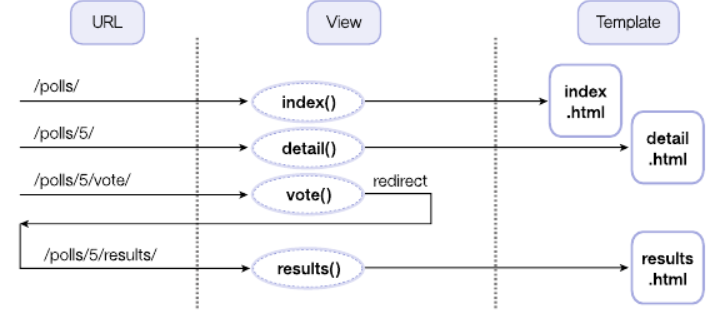 URL
View
Template
/polls/
index()
index
.html
/polls/5/
detail()
detail
.html
/polls/5/vote/
vote()
redirect
/polls/5/results/
results()
results
.html